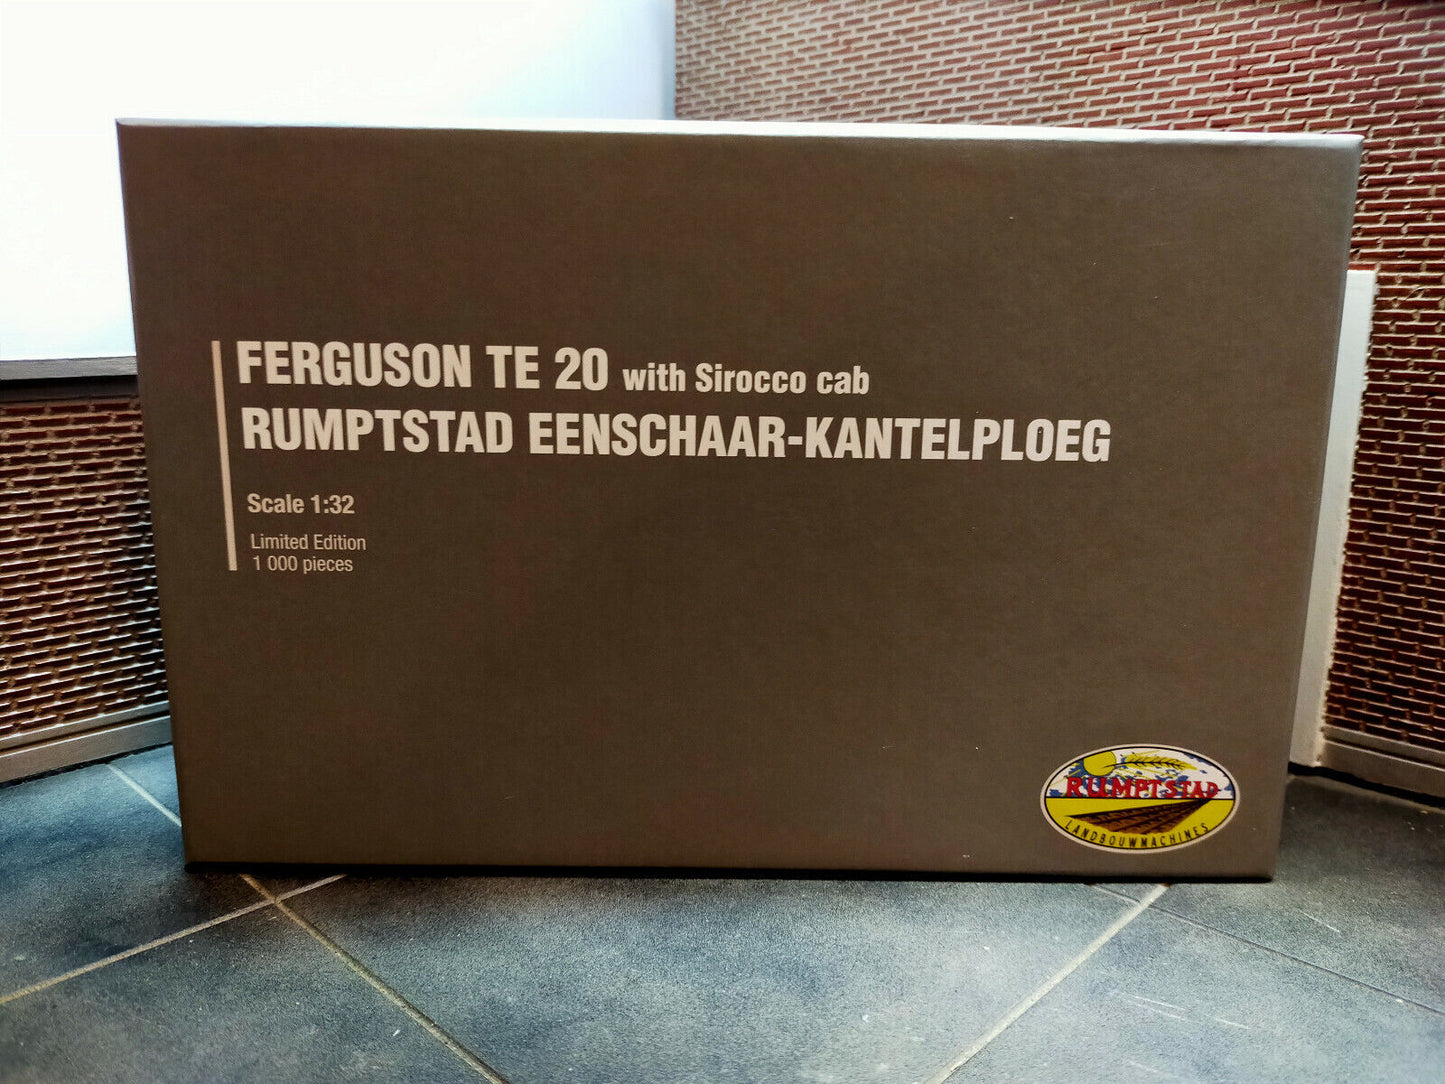 FERGUSON TE 20 with Sirocco cab
RUMPTSTAD EENSCHAAR-KANTELPLOEG
Scale 1:32
Limited Edition
1 000 pieces
RUMPTSTAD
LANDBOUWMACHINES